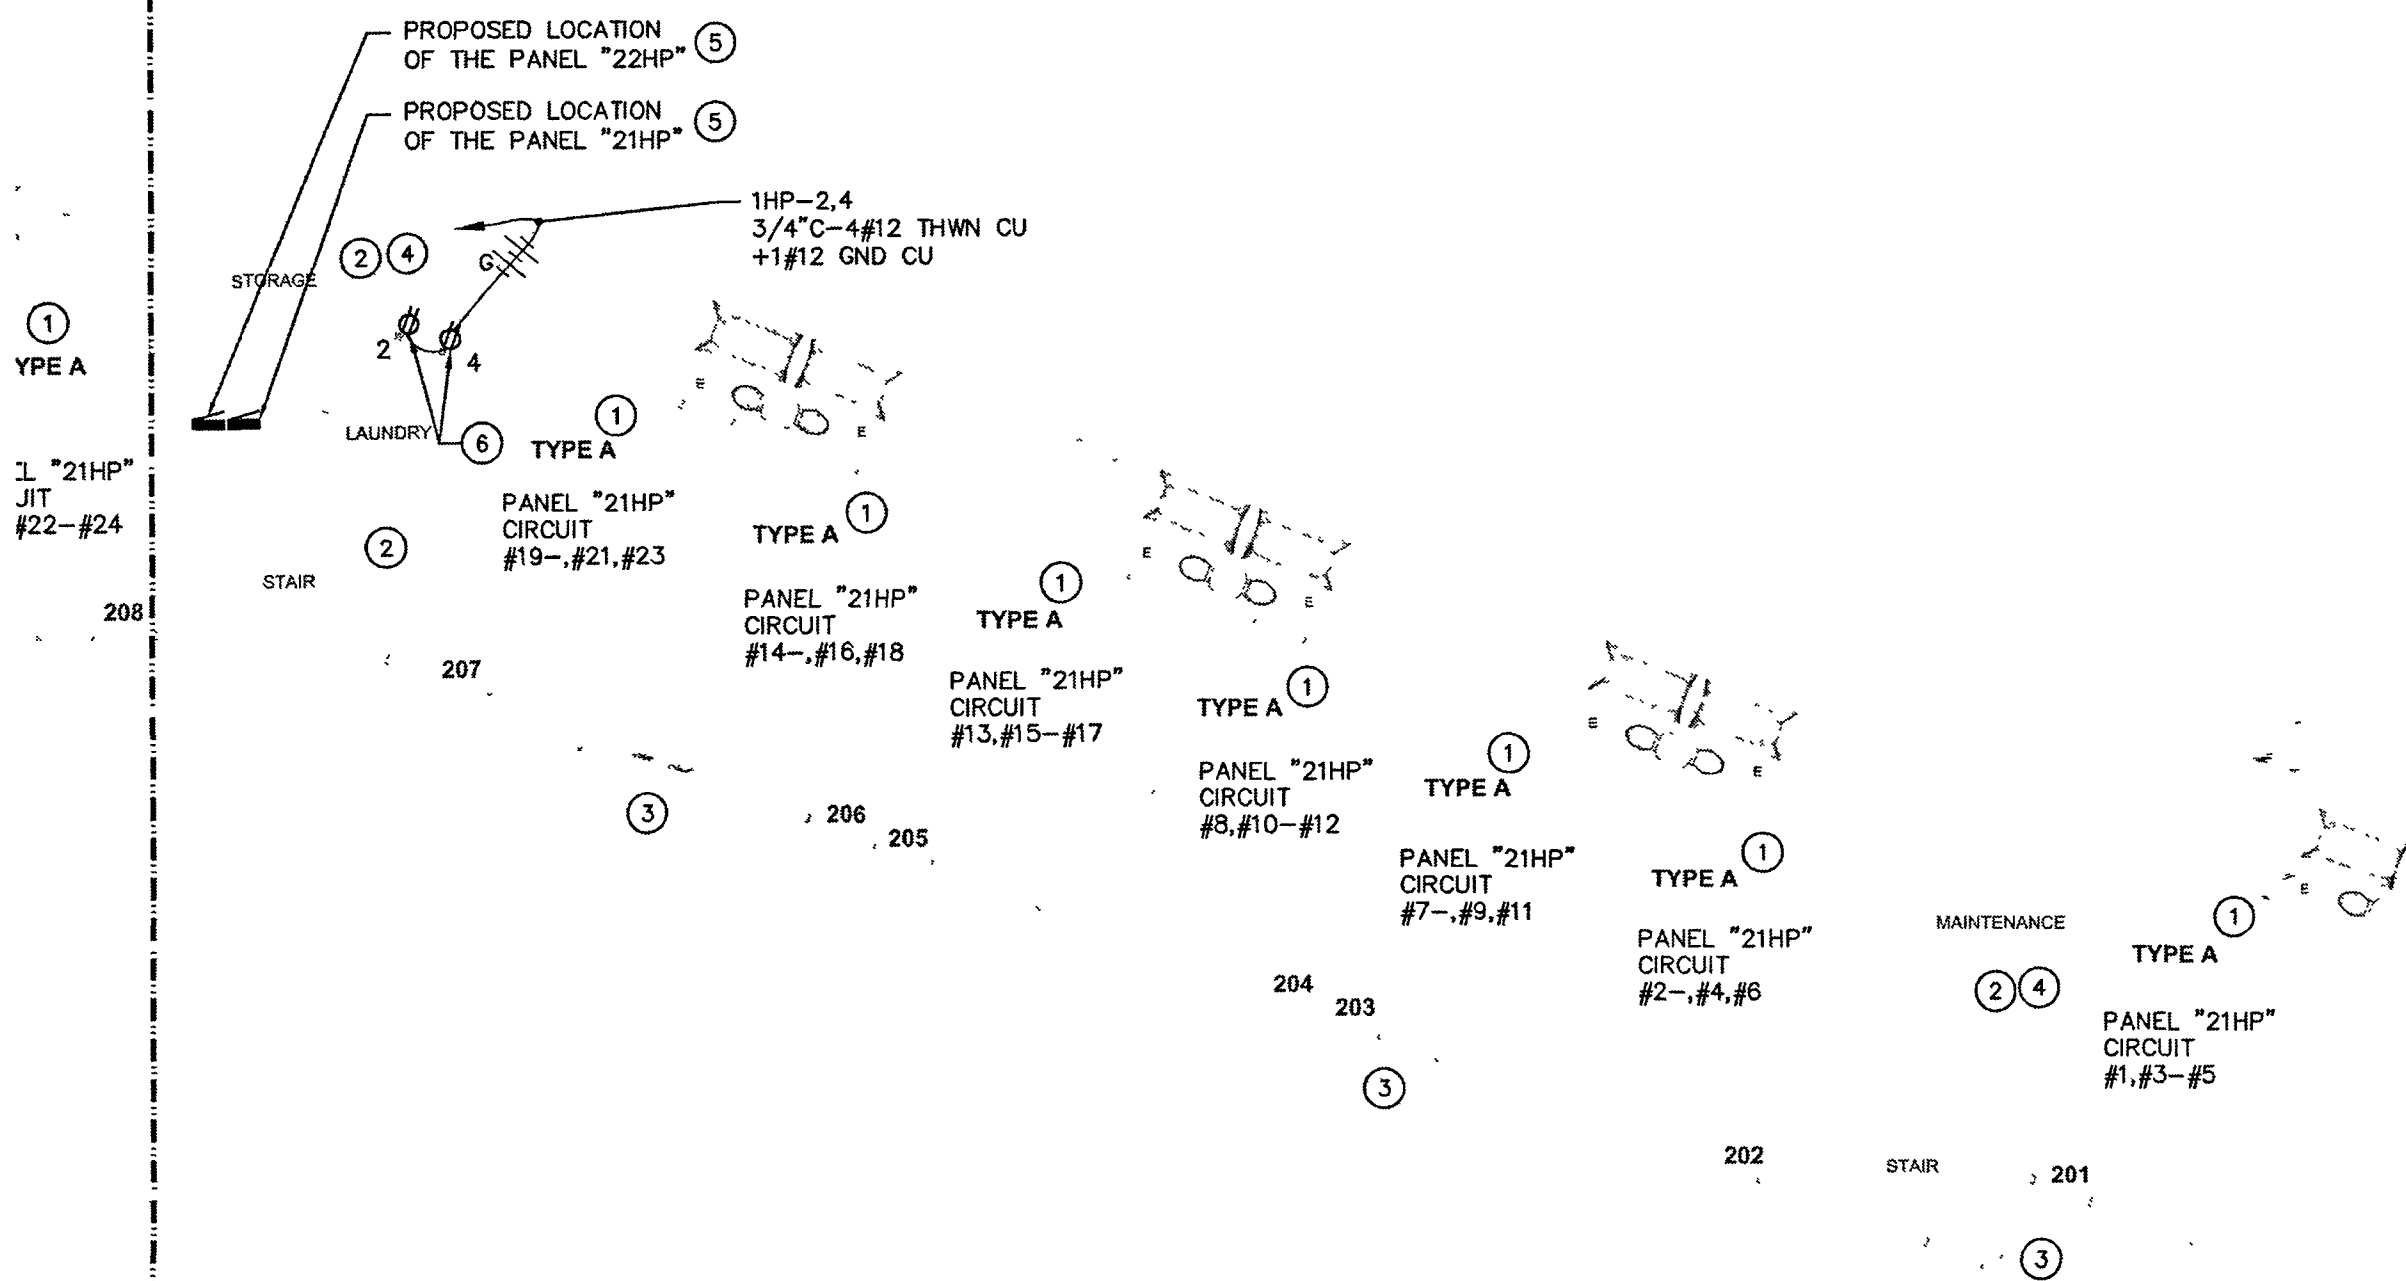 PROPOSED LOCATION
OF THE PANEL "22HP" 5
PROPOSED LOCATION
OF THE PANEL "21HP" 5
1HP-2,4
3/4"C-4#12 THWN CU
+1#12 GND CU
2 4
G
STORAGE
1
YPE A
2
4
LAUNDRY
6
"21HP"
JIT
#22-#24
208
STAIR
2
1
TYPE A
PANEL "21HP"
CIRCUIT
#19-,#21,#23
207
E
E
1
TYPE A
PANEL "21HP"
CIRCUIT
#14-,#16,#18
3
206
205
1
TYPE A
PANEL "21HP"
CIRCUIT
#13,#15-#17
E
E
1
TYPE A
PANEL "21HP"
CIRCUIT
#8,#10-#12
204
203
3
1
TYPE A
PANEL "21HP"
CIRCUIT
#7-,#9,#11
E
E
1
TYPE A
PANEL "21HP"
CIRCUIT
#2-,#4,#6
202
MAINTENANCE
2 4
STAIR
201
3
E
1
TYPE A
PANEL "21HP"
CIRCUIT
#1,#3-#5